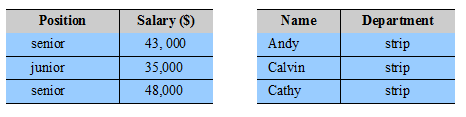 Position Salary ($) Name Department
senior 43, 000 Andy strip
junior 35,000 Calvin strip
senior 48,000 Cathy strip